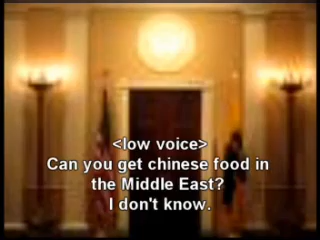 <low voice>
Can you get chinese food in
the Middle East?
I don't know.